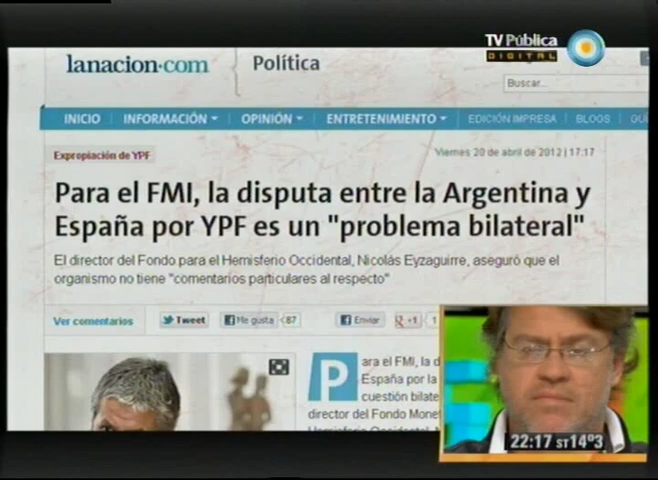 TV Pública
DIGITAL
lanacion.com
Política
Buscar...
INICIO
INFORMACIÓN
OPINIÓN
ENTRETENIMIENTO
EDICIÓN IMPRESA
BLOGS
Expropiación de YPF
Viernes 20 de abril de 2012 | 17:17
Para el FMI, la disputa entre la Argentina y
España por YPF es un "problema bilateral"
El director del Fondo para el Hemisferio Occidental, Nicolás Eyzaguirre, aseguró que el
organismo no tiene "comentarios particulares al respecto"
Ver comentarios
Tweet
Me gusta
87
Enviar
+1
1
Para el FMI, la d
España por la
cuestión bilate
director del Fondo Monet
22:17 ST 14º3